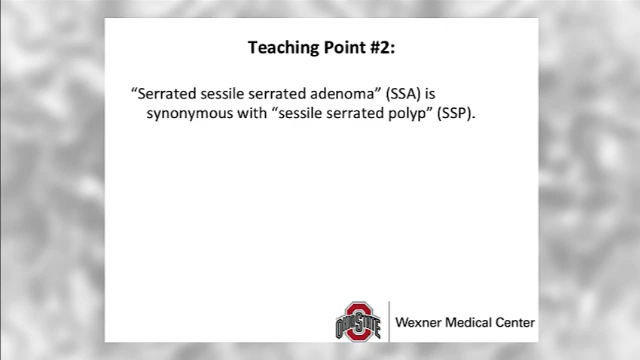 Teaching Point #2:
“Serrated sessile serrated adenoma” (SSA) is
synonymous with “sessile serrated polyp” (SSP).
OHIO STATE
Wexner Medical Center